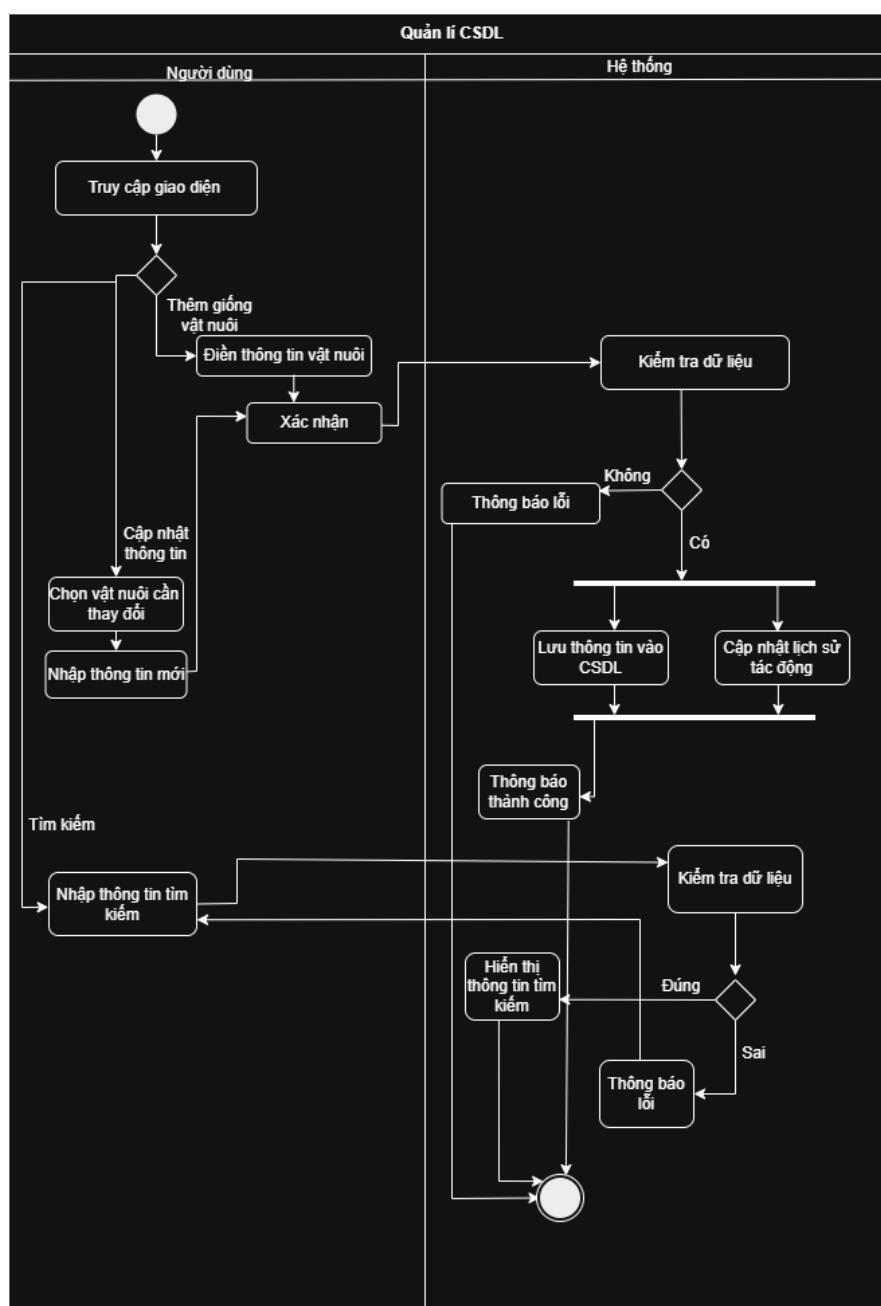 Quản lí CSDL
Người dùng
Hệ thống
Truy cập giao diện
Thêm giống
vật nuôi
Điền thông tin vật nuôi
Kiểm tra dữ liệu
Xác nhận
Không
Thông báo lỗi
Có
Cập nhật
thông tin
Chọn vật nuôi cần
thay đổi
Nhập thông tin mới
Lưu thông tin vào
CSDL
Cập nhật lịch sử
tác động
Thông báo
thành công
Tìm kiếm
Nhập thông tin tìm
kiếm
Kiểm tra dữ liệu
Hiển thị
thông tin tìm
kiếm
Đúng
Sai
Thông báo
lỗi